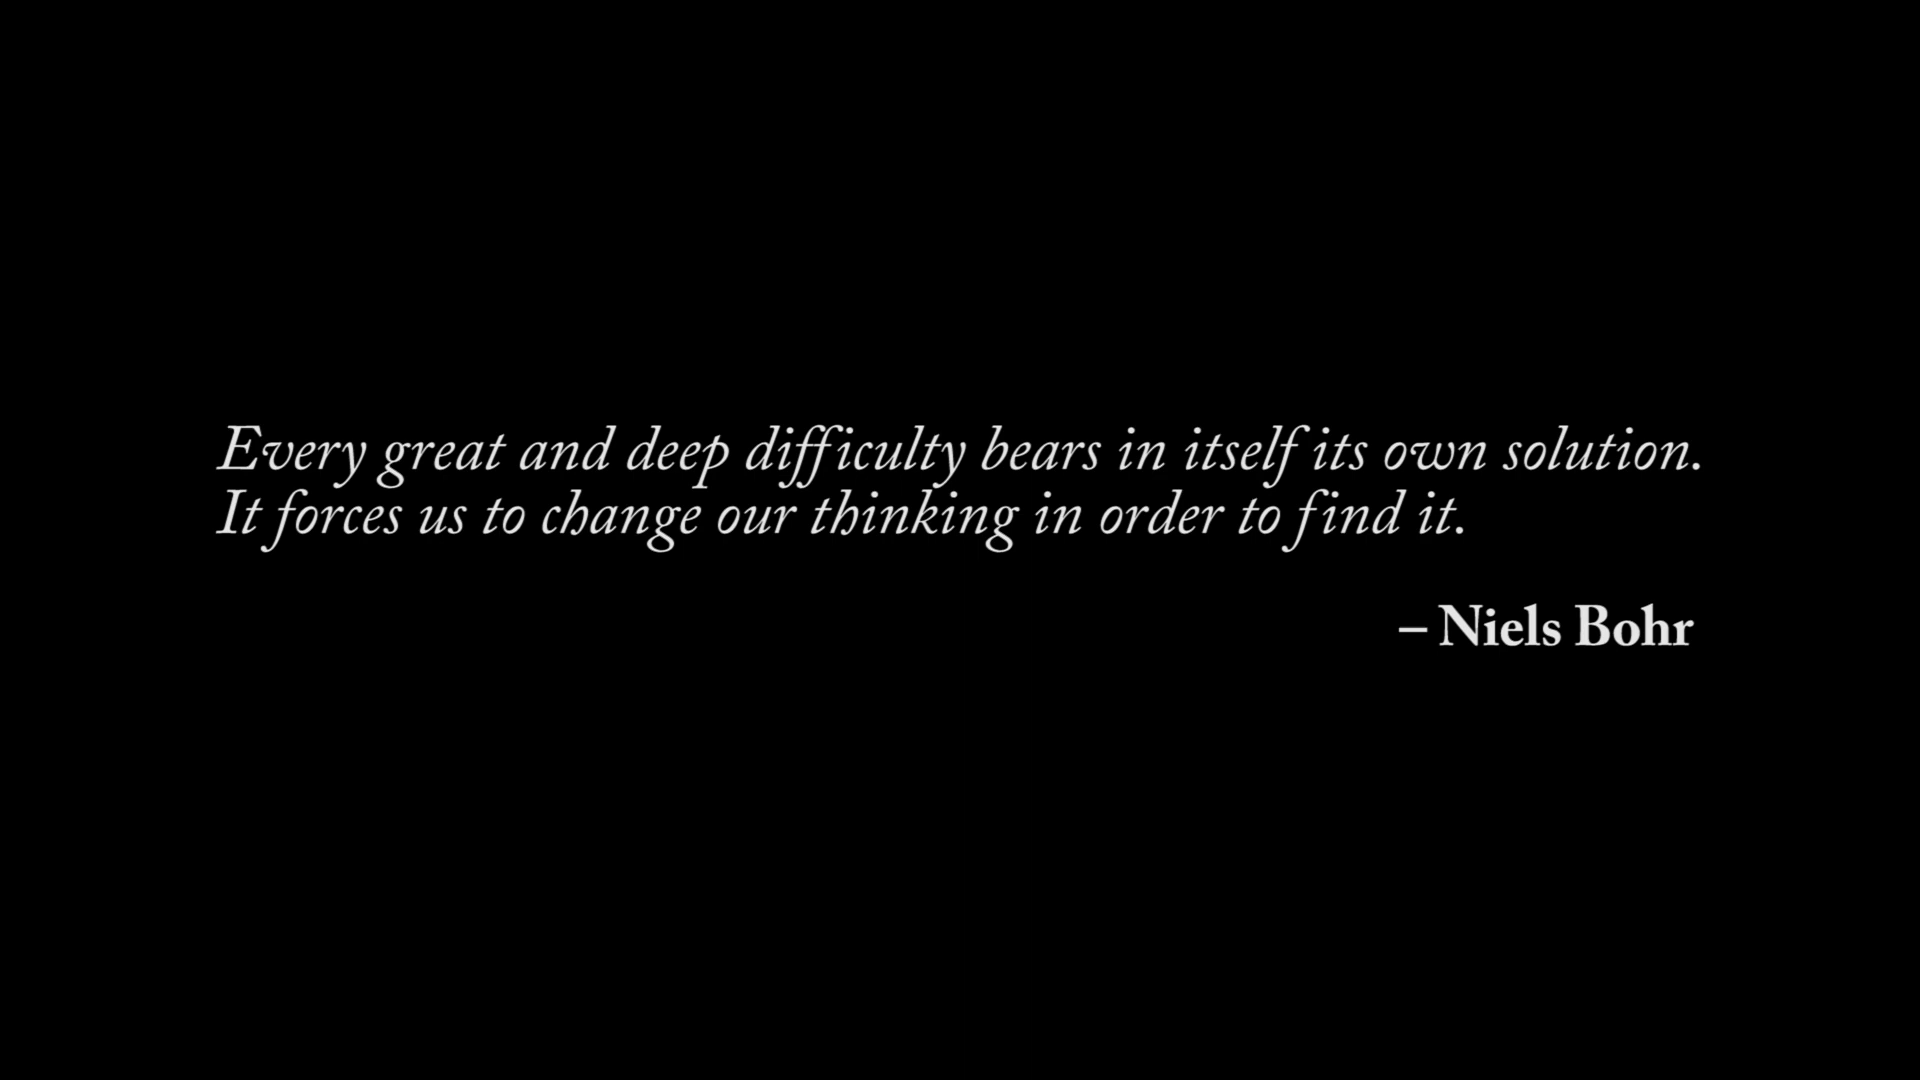 Every great and deep difficulty bears in itself its own solution.
It forces us to change our thinking in order to find it.
– Niels Bohr